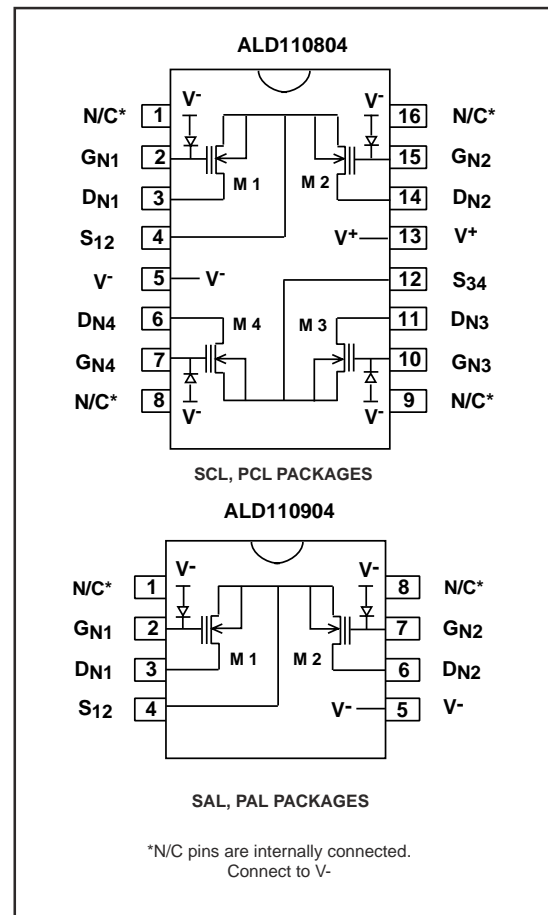 ALD110804
N/C* 1 V- V- 16 N/C*
GN1 2 15 GN2
M 1 M 2
DN1 3 14 DN2
S12 4 V+ 13 V+
V- 5 V- 12 S34
DN4 6 M 4 M 3 11 DN3
GN4 7 10 GN3
N/C* 8 V- V- 9 N/C*
SCL, PCL PACKAGES
ALD110904
N/C* 1 V- V- 8 N/C*
GN1 2 7 GN2
M 1 M 2
DN1 3 6 DN2
S12 4 V- 5 V-
SAL, PAL PACKAGES
*N/C pins are internally connected.
Connect to V-